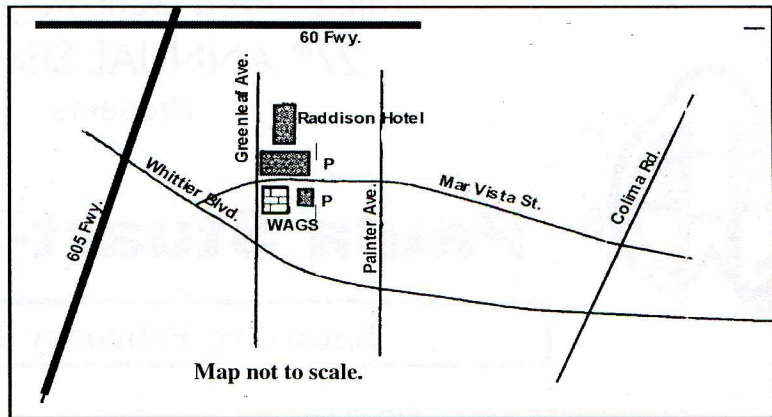 60 Fwy.
Greenleaf Ave.
Raddison Hotel
P
Whittier Blvd.
Mar Vista St.
Colima Rd.
P
WAGS
Painter Ave.
605 Fwy.
Map not to scale.